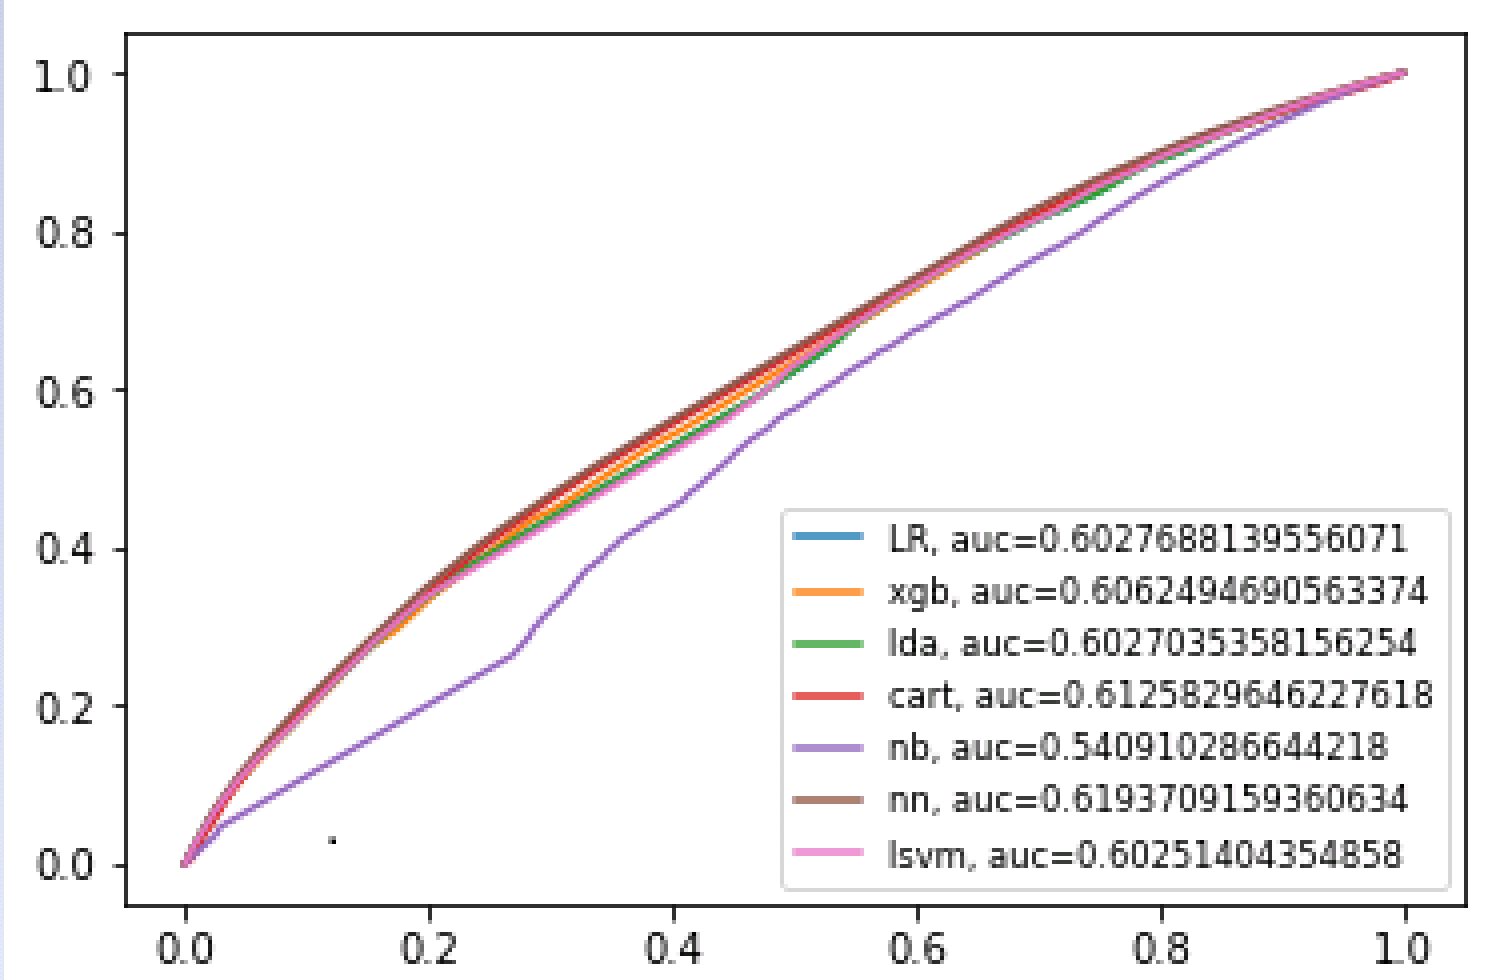 1.0
0.8
0.6
0.4
0.2
0.0
0.0 0.2 0.4 0.6 0.8 1.0
LR, auc=0.6027688139556071
xgb, auc=0.6062494690563374
lda, auc=0.6027035358156254
cart, auc=0.6125829646227618
nb, auc=0.540910286644218
nn, auc=0.6193709159360634
lsvm, auc=0.60251404354858